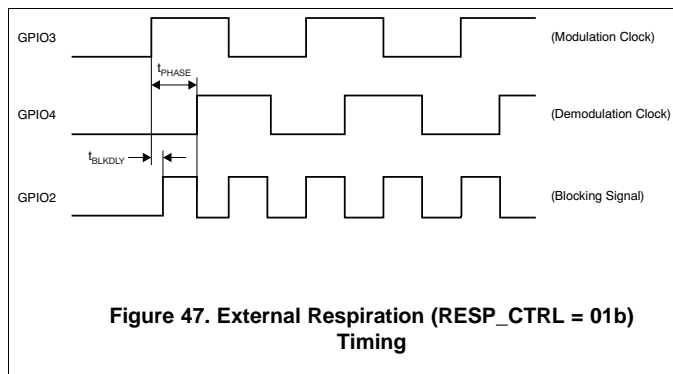 GPIO3
(Modulation Clock)
tPHASE
GPIO4
(Demodulation Clock)
tBLKDLY
GPIO2
(Blocking Signal)
Figure 47. External Respiration (RESP_CTRL = 01b)
Timing